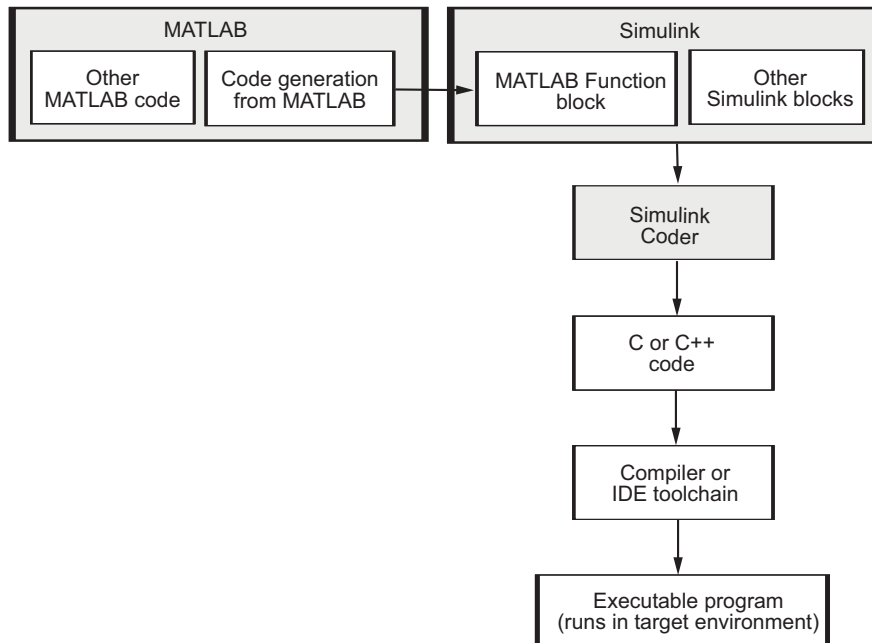 MATLAB
Other
MATLAB code
Code generation
from MATLAB
Simulink
MATLAB Function
block
Other
Simulink blocks
Simulink
Coder
C or C++
code
Compiler or
IDE toolchain
Executable program
(runs in target environment)